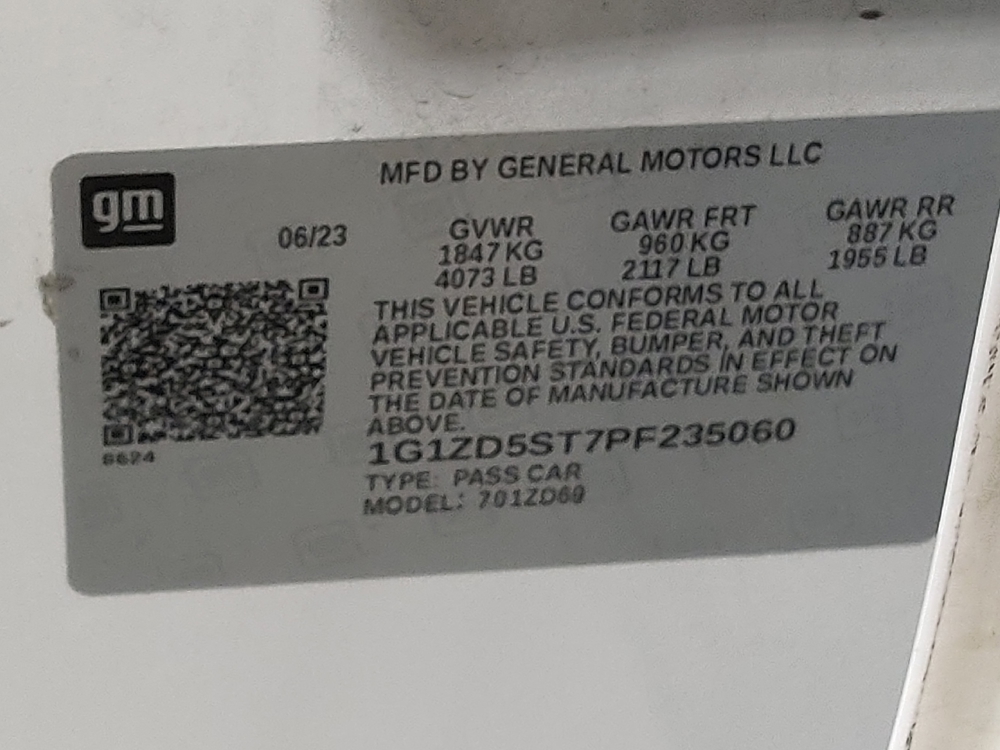 MFD BY GENERAL MOTORS LLC
gm
06/23
GVWR
1847 KG
4073 LB
GAWR FRT
960 KG
2117 LB
GAWR RR
887 KG
1955 LB
THIS VEHICLE CONFORMS TO ALL
APPLICABLE U.S. FEDERAL MOTOR
VEHICLE SAFETY, BUMPER, AND THEFT
PREVENTION STANDARDS IN EFFECT ON
THE DATE OF MANUFACTURE SHOWN
ABOVE.
1G1ZD5ST7PF235060
8624
TYPE: PASS CAR
MODEL: 701ZD69